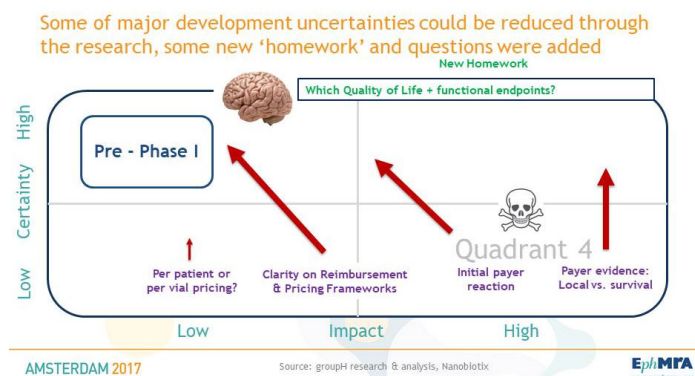 Some of major development uncertainties could be reduced through
the research, some new ‘homework’ and questions were added
New Homework
Which Quality of Life + functional endpoints?
High
Certainty
Low
Pre - Phase I
Quadrant 4
Per patient or
per vial pricing?
Clarity on Reimbursement
& Pricing Frameworks
Initial payer
reaction
Payer evidence:
Local vs. survival
Low
Impact
High
AMSTERDAM 2017
Source: groupH research & analysis, Nanobiotix
EphMRA